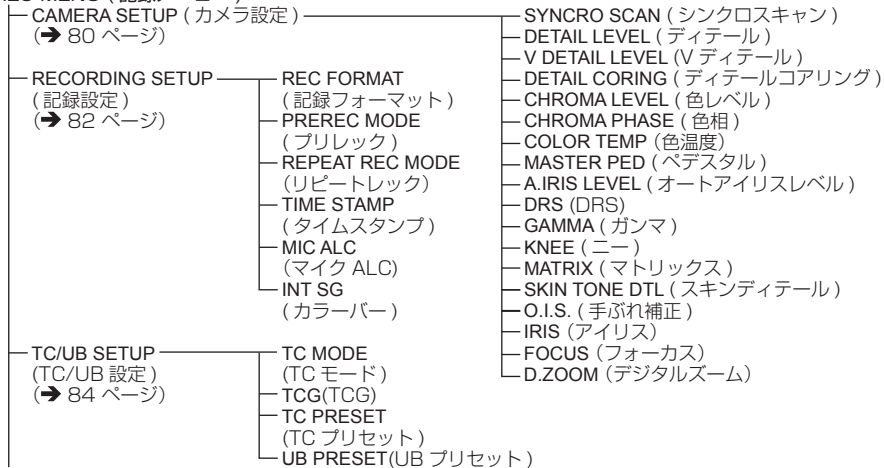 CAMERA SETUP ( カメラ設定 )
(➔ 80 ページ)
SYNCRO SCAN ( シンクロスキャン )
DETAIL LEVEL ( ディテール )
V DETAIL LEVEL (V ディテール )
DETAIL CORING ( ディテールコアリング )
CHROMA LEVEL ( 色レベル )
CHROMA PHASE ( 色相 )
COLOR TEMP (色温度)
MASTER PED ( ペデスタル )
A.IRIS LEVEL ( オートアイリスレベル )
DRS (DRS)
GAMMA ( ガンマ )
KNEE ( ニー )
MATRIX ( マトリックス )
SKIN TONE DTL ( スキンディテール )
O.I.S. ( 手ぶれ補正 )
IRIS (アイリス)
FOCUS (フォーカス)
D.ZOOM (デジタルズーム)
RECORDING SETUP
( 記録設定 )
(➔ 82 ページ)
REC FORMAT
( 記録フォーマット )
PREREC MODE
( プリレック )
REPEAT REC MODE
(リピートレック)
TIME STAMP
( タイムスタンプ )
MIC ALC
(マイク ALC)
INT SG
( カラーバー )
TC/UB SETUP
(TC/UB 設定 )
(➔ 84 ページ)
TC MODE
(TC モード )
TCG(TCG)
TC PRESET
(TC プリセット )
UB PRESET(UB プリセット )